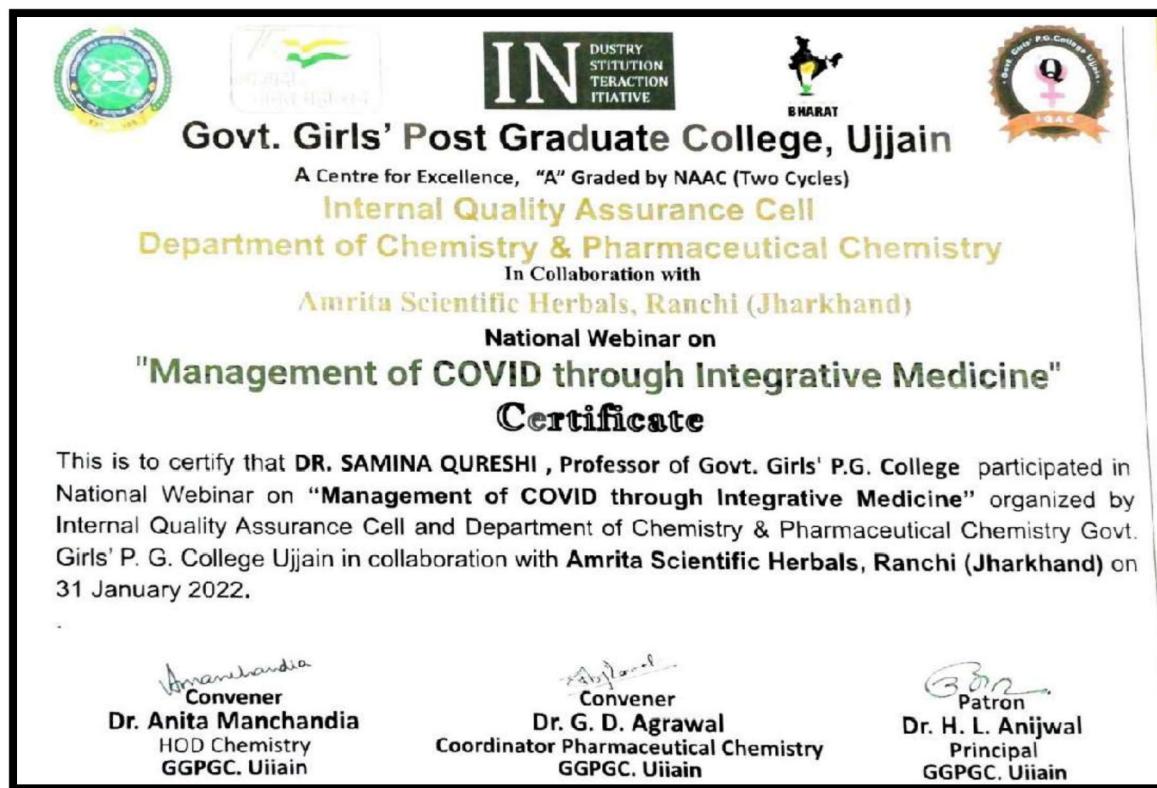 IN DUSTRY
STITUTION
TERACTION
ITIATIVE
BHARAT
Govt. Girls' P.G. College Ujjain
Q
IQAC
Govt. Girls' Post Graduate College, Ujjain
A Centre for Excellence, "A" Graded by NAAC (Two Cycles)
Internal Quality Assurance Cell
Department of Chemistry & Pharmaceutical Chemistry
In Collaboration with
Amrita Scientific Herbals, Ranchi (Jharkhand)
National Webinar on
"Management of COVID through Integrative Medicine"
Certificate
This is to certify that DR. SAMINA QURESHI , Professor of Govt. Girls' P.G. College participated in
National Webinar on "Management of COVID through Integrative Medicine" organized by
Internal Quality Assurance Cell and Department of Chemistry & Pharmaceutical Chemistry Govt.
Girls' P. G. College Ujjain in collaboration with Amrita Scientific Herbals, Ranchi (Jharkhand) on
31 January 2022.
Amanchandia
Convener
Dr. Anita Manchandia
HOD Chemistry
GGPGC. Ujjain
Convener
Dr. G. D. Agrawal
Coordinator Pharmaceutical Chemistry
GGPGC. Ujjain
Patron
Dr. H. L. Anijwal
Principal
GGPGC. Ujjain